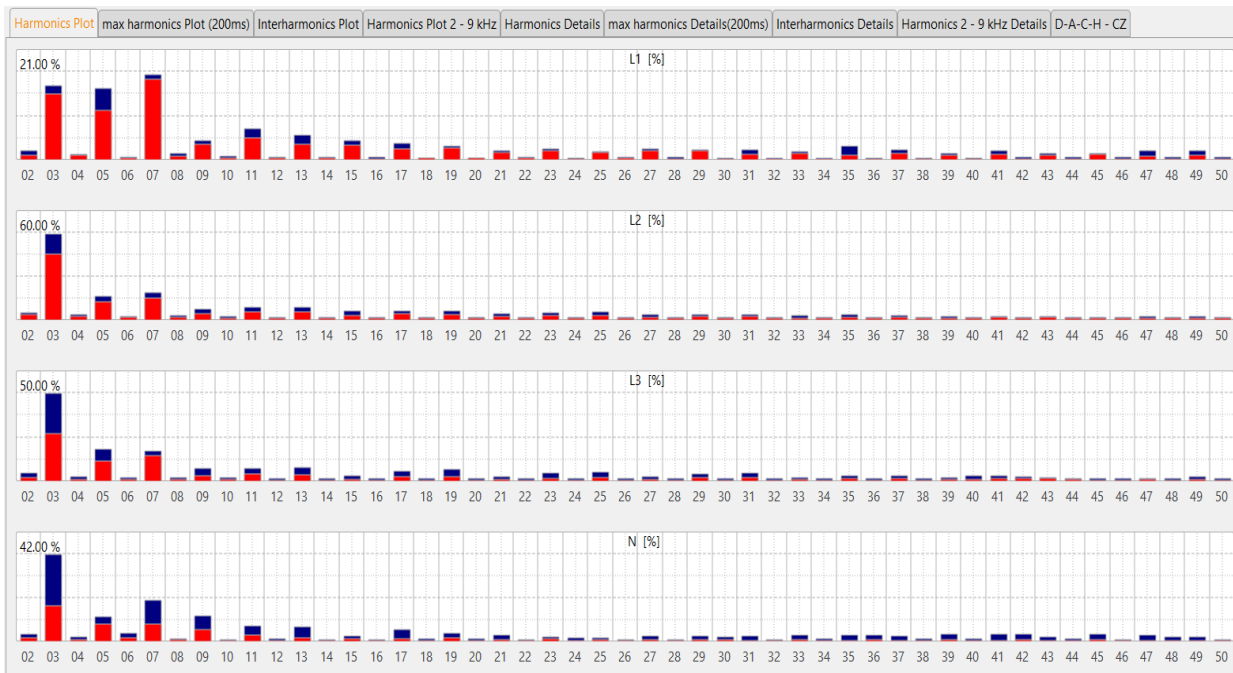 Harmonics Plot max harmonics Plot (200ms) Interharmonics Plot Harmonics Plot 2 - 9 kHz Harmonics Details max harmonics Details(200ms) Interharmonics Details Harmonics 2 - 9 kHz Details D-A-C-H - CZ
L1 [%]
21.00 %
02 03 04 05 06 07 08 09 10 11 12 13 14 15 16 17 18 19 20 21 22 23 24 25 26 27 28 29 30 31 32 33 34 35 36 37 38 39 40 41 42 43 44 45 46 47 48 49 50
L2 [%]
60.00 %
02 03 04 05 06 07 08 09 10 11 12 13 14 15 16 17 18 19 20 21 22 23 24 25 26 27 28 29 30 31 32 33 34 35 36 37 38 39 40 41 42 43 44 45 46 47 48 49 50
L3 [%]
50.00 %
02 03 04 05 06 07 08 09 10 11 12 13 14 15 16 17 18 19 20 21 22 23 24 25 26 27 28 29 30 31 32 33 34 35 36 37 38 39 40 41 42 43 44 45 46 47 48 49 50
N [%]
42.00 %
02 03 04 05 06 07 08 09 10 11 12 13 14 15 16 17 18 19 20 21 22 23 24 25 26 27 28 29 30 31 32 33 34 35 36 37 38 39 40 41 42 43 44 45 46 47 48 49 50